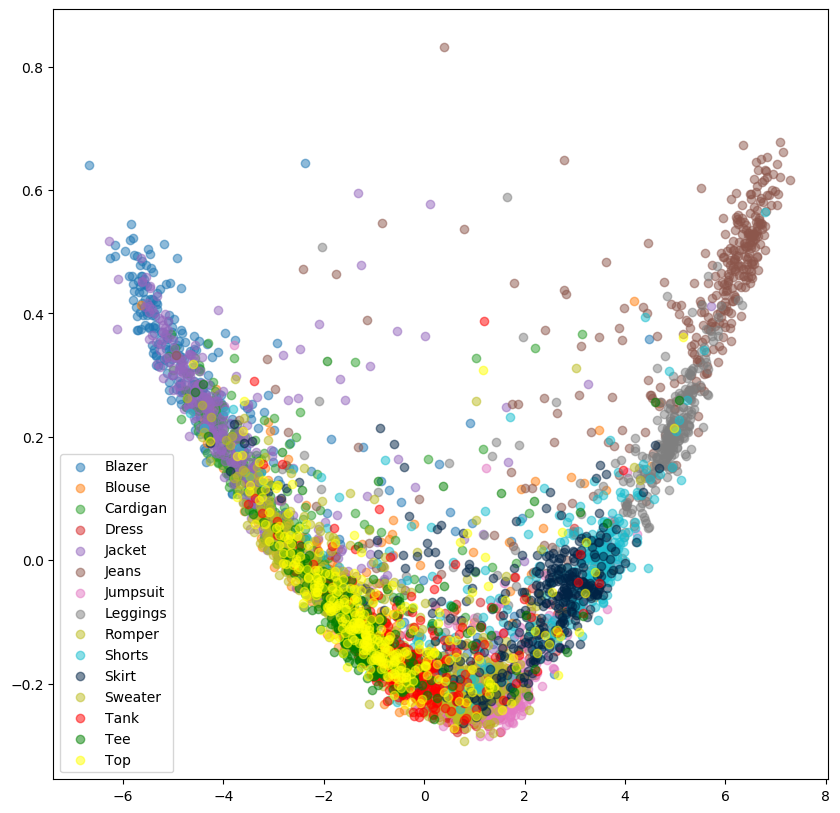 0.8
0.6
0.4
0.2
0.0
−0.2
Blazer
Blouse
Cardigan
Dress
Jacket
Jeans
Jumpsuit
Leggings
Romper
Shorts
Skirt
Sweater
Tank
Tee
Top
−6 −4 −2 0 2 4 6 8